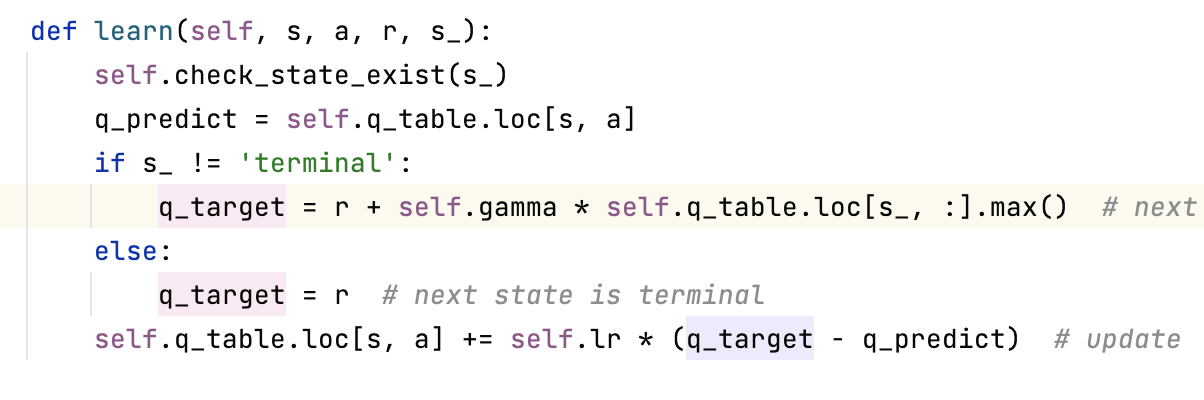 def learn(self, s, a, r, s_):
    self.check_state_exist(s_)
    q_predict = self.q_table.loc[s, a]
    if s_ != 'terminal':
        q_target = r + self.gamma * self.q_table.loc[s_, :].max()  # next
    else:
        q_target = r  # next state is terminal
    self.q_table.loc[s, a] += self.lr * (q_target - q_predict)  # update